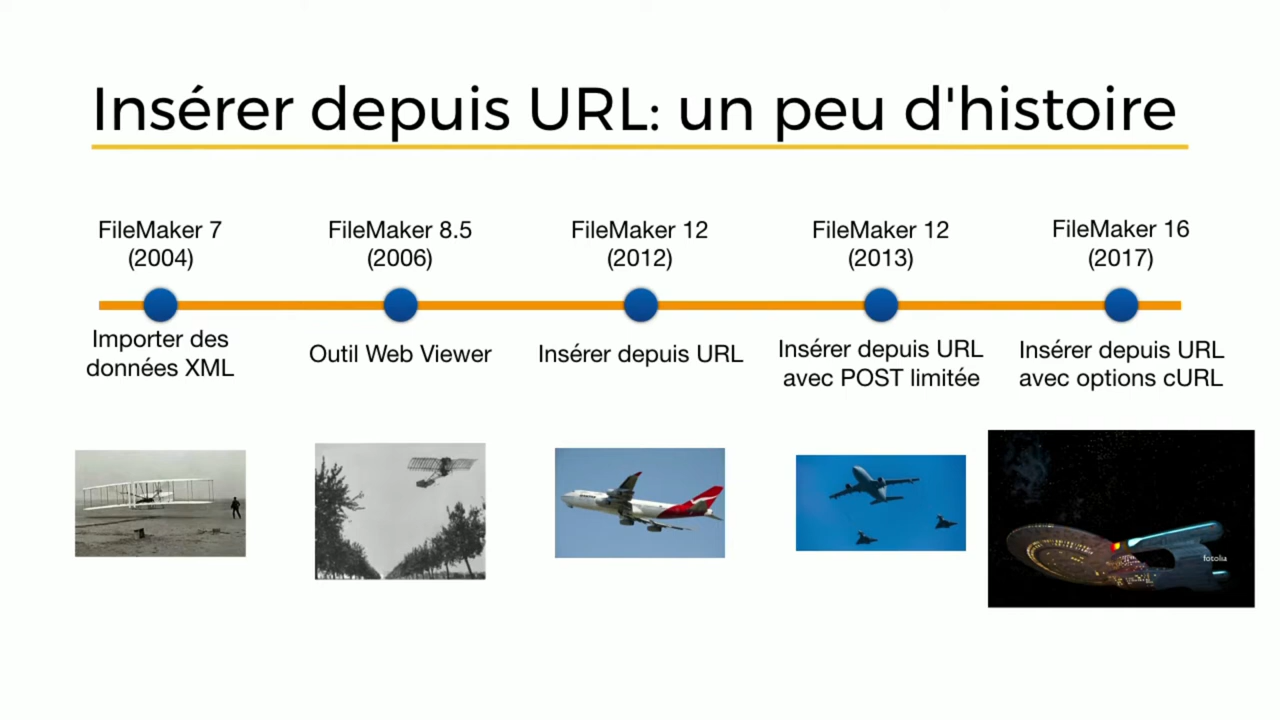 Insérer depuis URL: un peu d'histoire
FileMaker 7
(2004)
FileMaker 8.5
(2006)
FileMaker 12
(2012)
FileMaker 12
(2013)
FileMaker 16
(2017)
Importer des
données XML
Outil Web Viewer
Insérer depuis URL
Insérer depuis URL
avec POST limitée
Insérer depuis URL
avec options cURL
fotolia